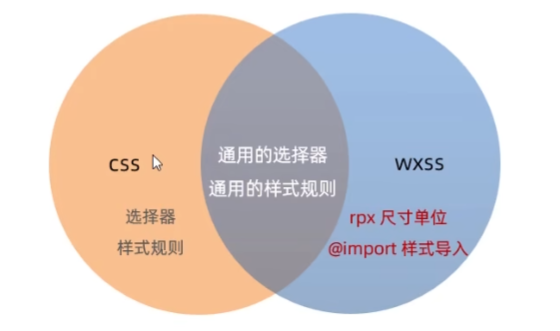 css
选择器
样式规则
通用的选择器
通用的样式规则
wxss
rpx 尺寸单位
@import 样式导入